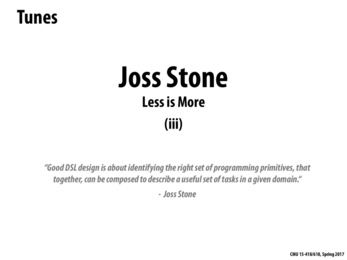 Tunes
Joss Stone
Less is More
(iii)
“Good DSL design is about identifying the right set of programming primitives, that
together, can be composed to describe a useful set of tasks in a given domain.”
- Joss Stone
CMU 15-418/618, Spring 2017